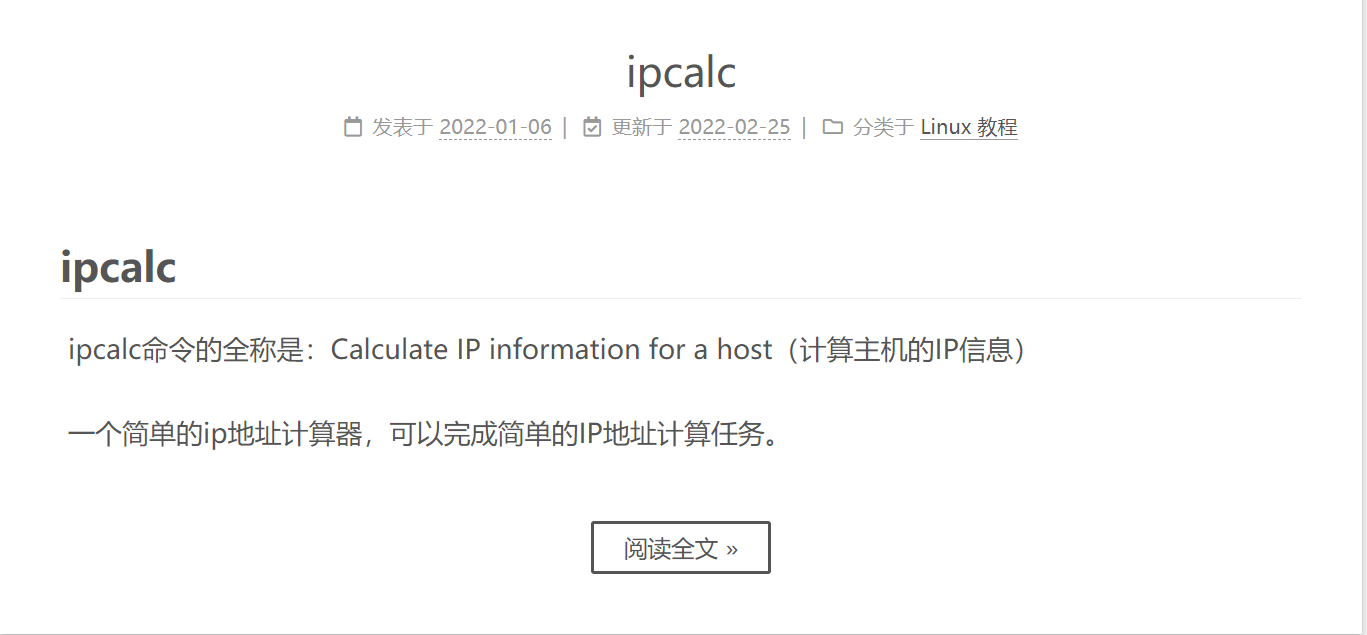 ipcalc
发表于 2022-01-06 | 更新于 2022-02-25 | 分类于 Linux 教程
ipcalc
ipcalc命令的全称是：Calculate IP information for a host（计算主机的IP信息）
一个简单的ip地址计算器，可以完成简单的IP地址计算任务。
阅读全文 »